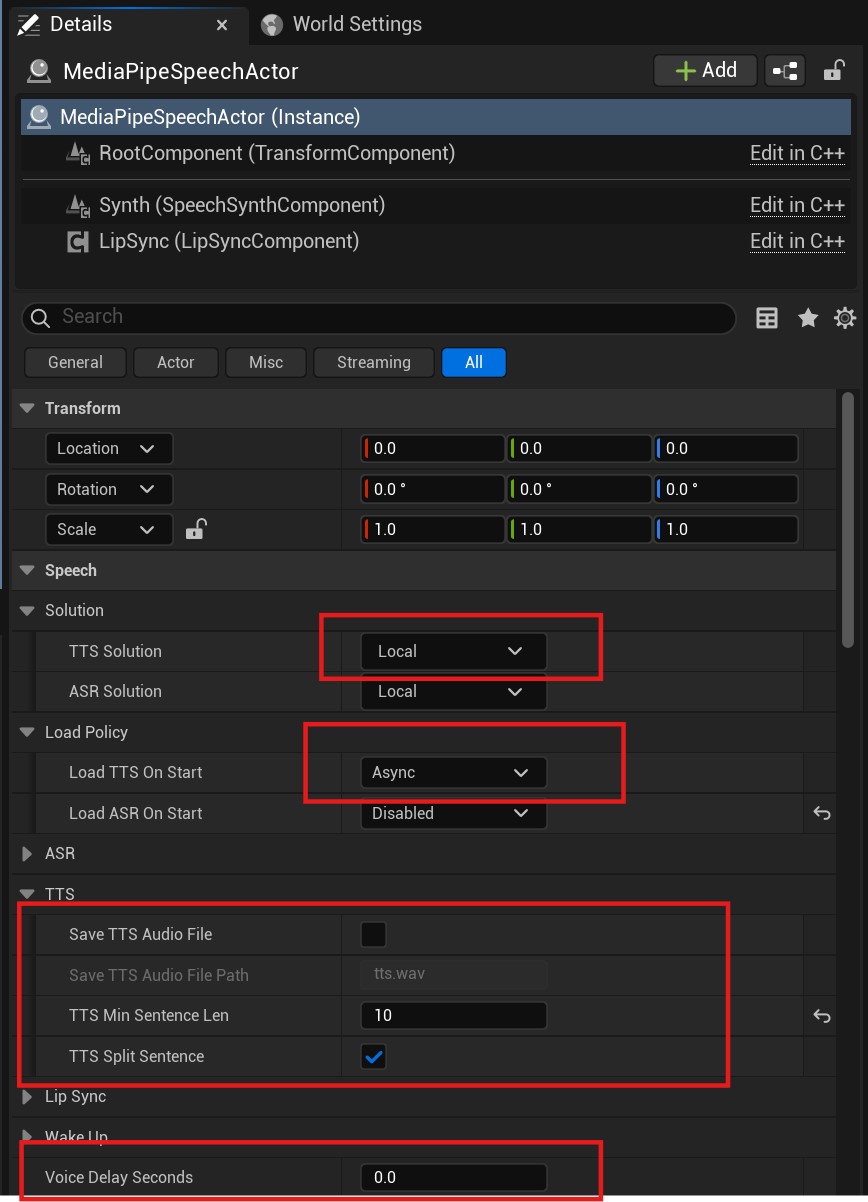 Details World Settings
MediaPipeSpeechActor Add
MediaPipeSpeechActor (Instance)
RootComponent (TransformComponent) Edit in C++
Synth (SpeechSynthComponent) Edit in C++
LipSync (LipSyncComponent) Edit in C++
Search
General Actor Misc Streaming All
Transform
Location 0.0 0.0 0.0
Rotation 0.0 ° 0.0 ° 0.0 °
Scale 1.0 1.0 1.0
Speech
Solution
TTS Solution Local
ASR Solution Local
Load Policy
Load TTS On Start Async
Load ASR On Start Disabled
ASR
TTS
Save TTS Audio File
Save TTS Audio File Path tts.wav
TTS Min Sentence Len 10
TTS Split Sentence
Lip Sync
Wake Up
Voice Delay Seconds 0.0